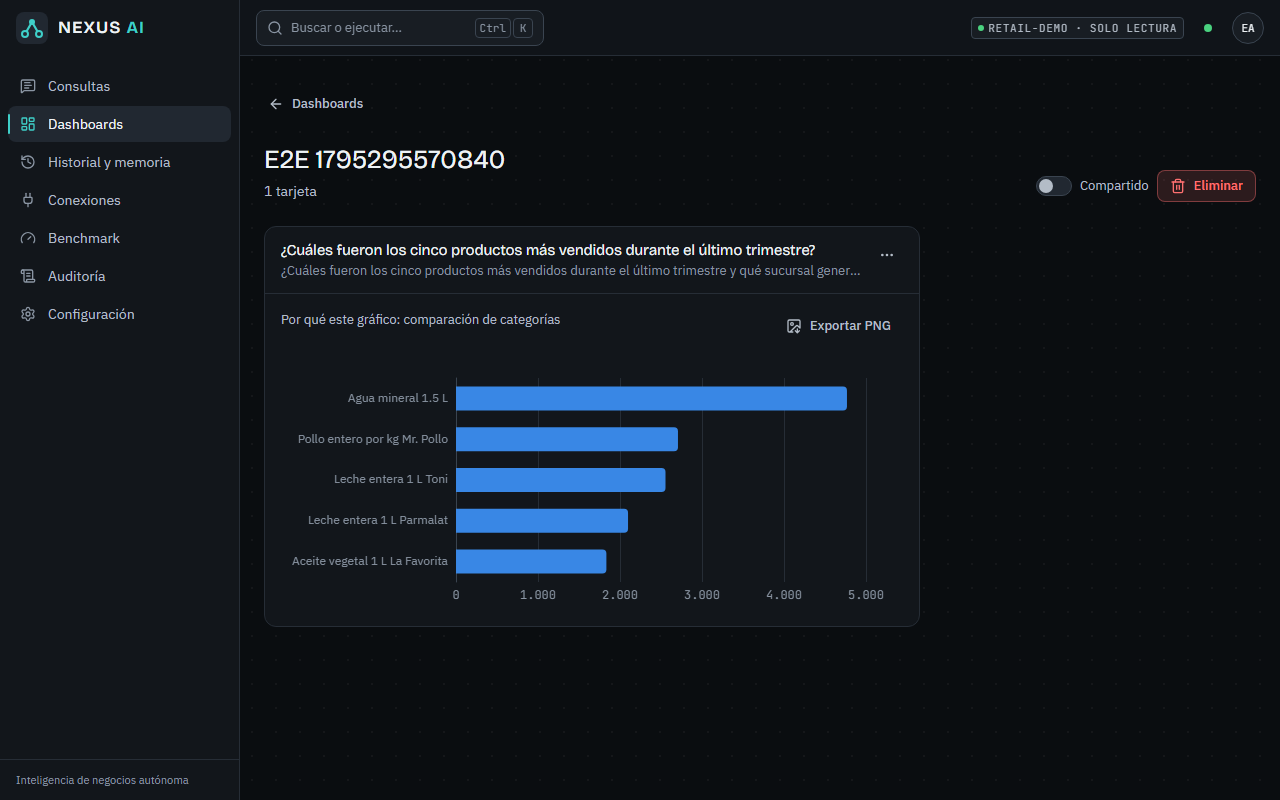 NEXUS AI
Buscar o ejecutar...
Ctrl K
RETAIL-DEMO · SOLO LECTURA
EA
Consultas
Dashboards
Historial y memoria
Conexiones
Benchmark
Auditoría
Configuración
Inteligencia de negocios autónoma
Dashboards
E2E 1795295570840
1 tarjeta
Compartido
Eliminar
¿Cuáles fueron los cinco productos más vendidos durante el último trimestre?
¿Cuáles fueron los cinco productos más vendidos durante el último trimestre y qué sucursal gener...
Por qué este gráfico: comparación de categorías
Exportar PNG
Agua mineral 1.5 L
Pollo entero por kg Mr. Pollo
Leche entera 1 L Toni
Leche entera 1 L Parmalat
Aceite vegetal 1 L La Favorita
0 1.000 2.000 3.000 4.000 5.000